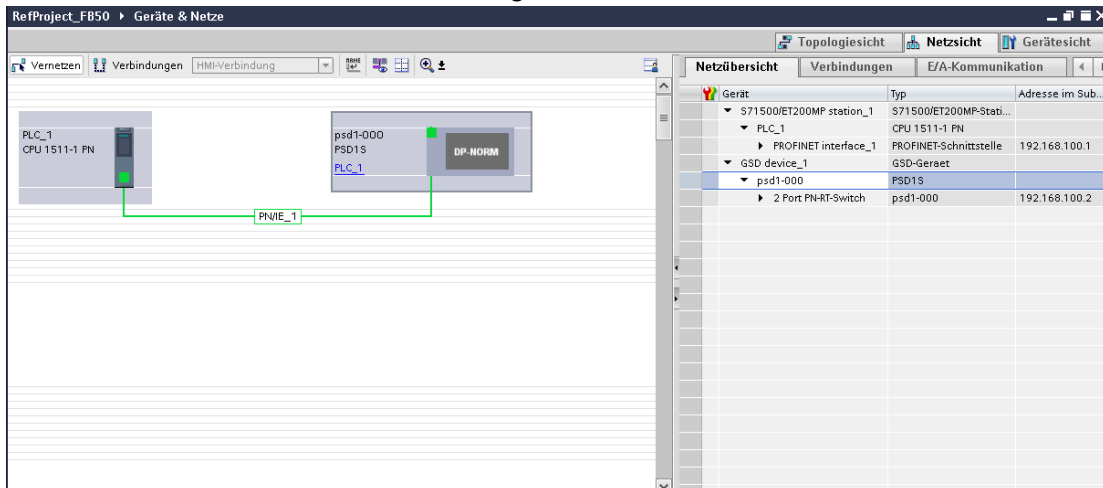 RefProject_FB50 ▸ Geräte & Netze
Topologiesicht Netzsicht Gerätesicht
Vernetzen Verbindungen HMI-Verbindung
Netzübersicht Verbindungen E/A-Kommunikation
Gerät Typ Adresse im Sub...
S71500/ET200MP station_1 S71500/ET200MP-Stati...
PLC_1 CPU 1511-1 PN
PROFINET interface_1 PROFINET-Schnittstelle 192.168.100.1
GSD device_1 GSD-Geraet
psd1-000 PSD1S
2 Port PN-RT-Switch psd1-000 192.168.100.2
PLC_1
CPU 1511-1 PN
psd1-000
PSD1S
PLC_1
DP-NORM
PN/IE_1